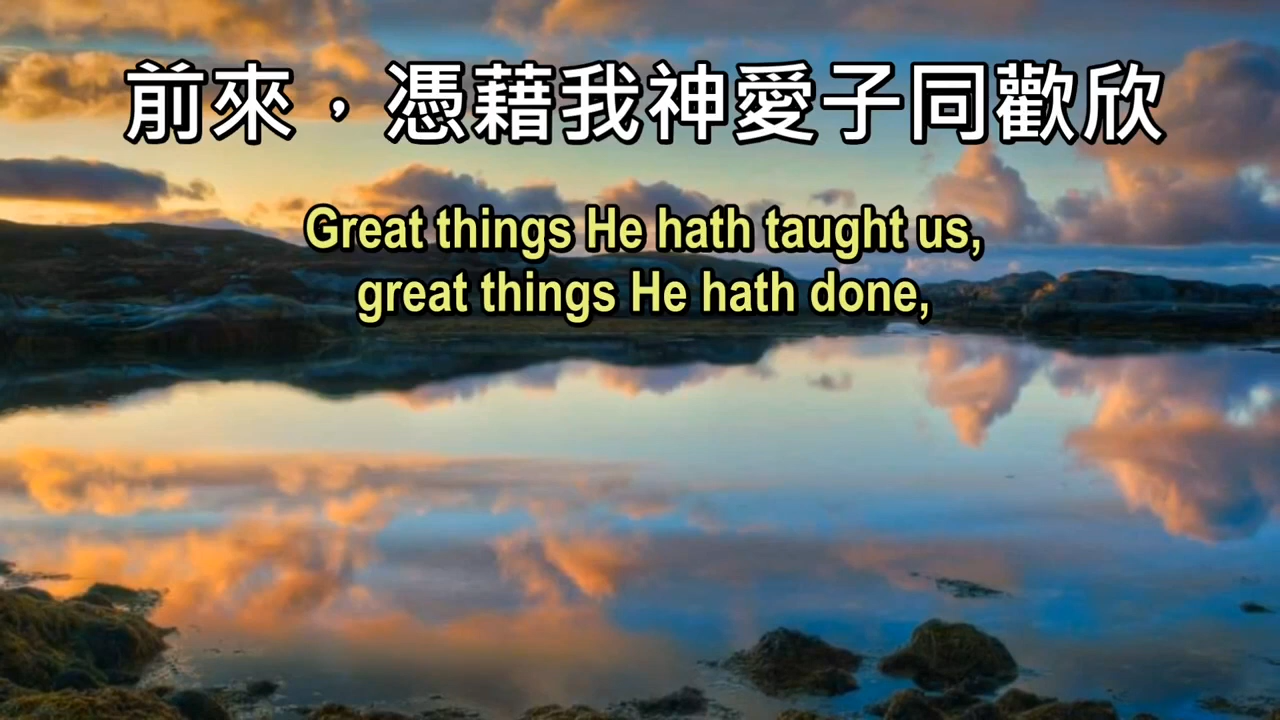 前來，憑藉我神愛子同歡欣
Great things He hath taught us,
great things He hath done,